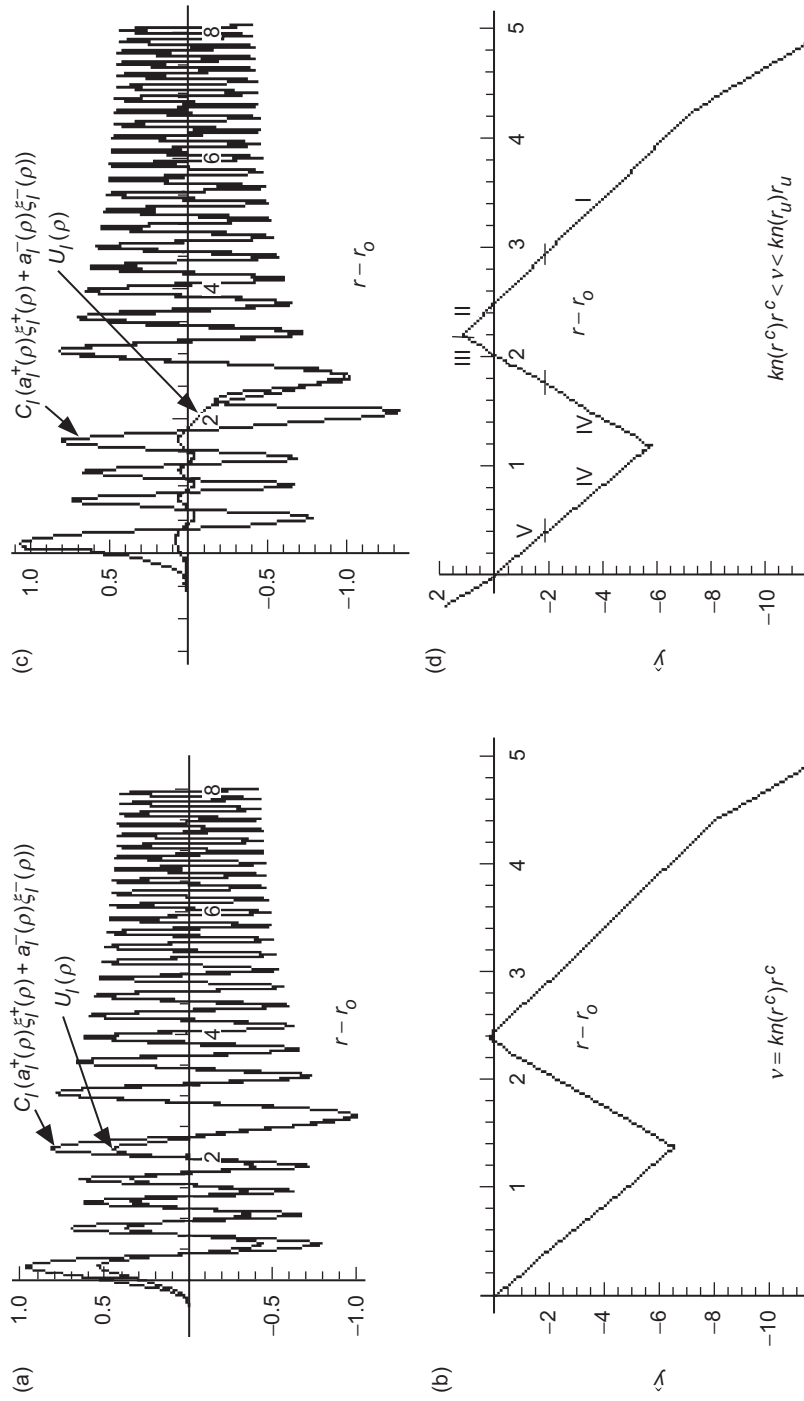 (a)
C_l(a_l^+(ρ)ξ_l^+(ρ) + a_l^-(ρ)ξ_l^-(ρ))
U_l(ρ)
1.0
0.5
−0.5
−1.0
2
4
6
8
r − r_o
(b)
ŷ
−2
−4
−6
−8
−10
1
2
3
4
5
r − r_o
ν = kn(r^c)r^c
(c)
C_l(a_l^+(ρ)ξ_l^+(ρ) + a_l^-(ρ)ξ_l^-(ρ))
U_l(ρ)
1.0
0.5
−0.5
−1.0
2
4
6
8
r − r_o
(d)
ŷ
2
−2
−4
−6
−8
−10
1
2
3
4
5
V
IV
IV
III
II
I
r − r_o
kn(r^c)r^c < ν < kn(r_u)r_u